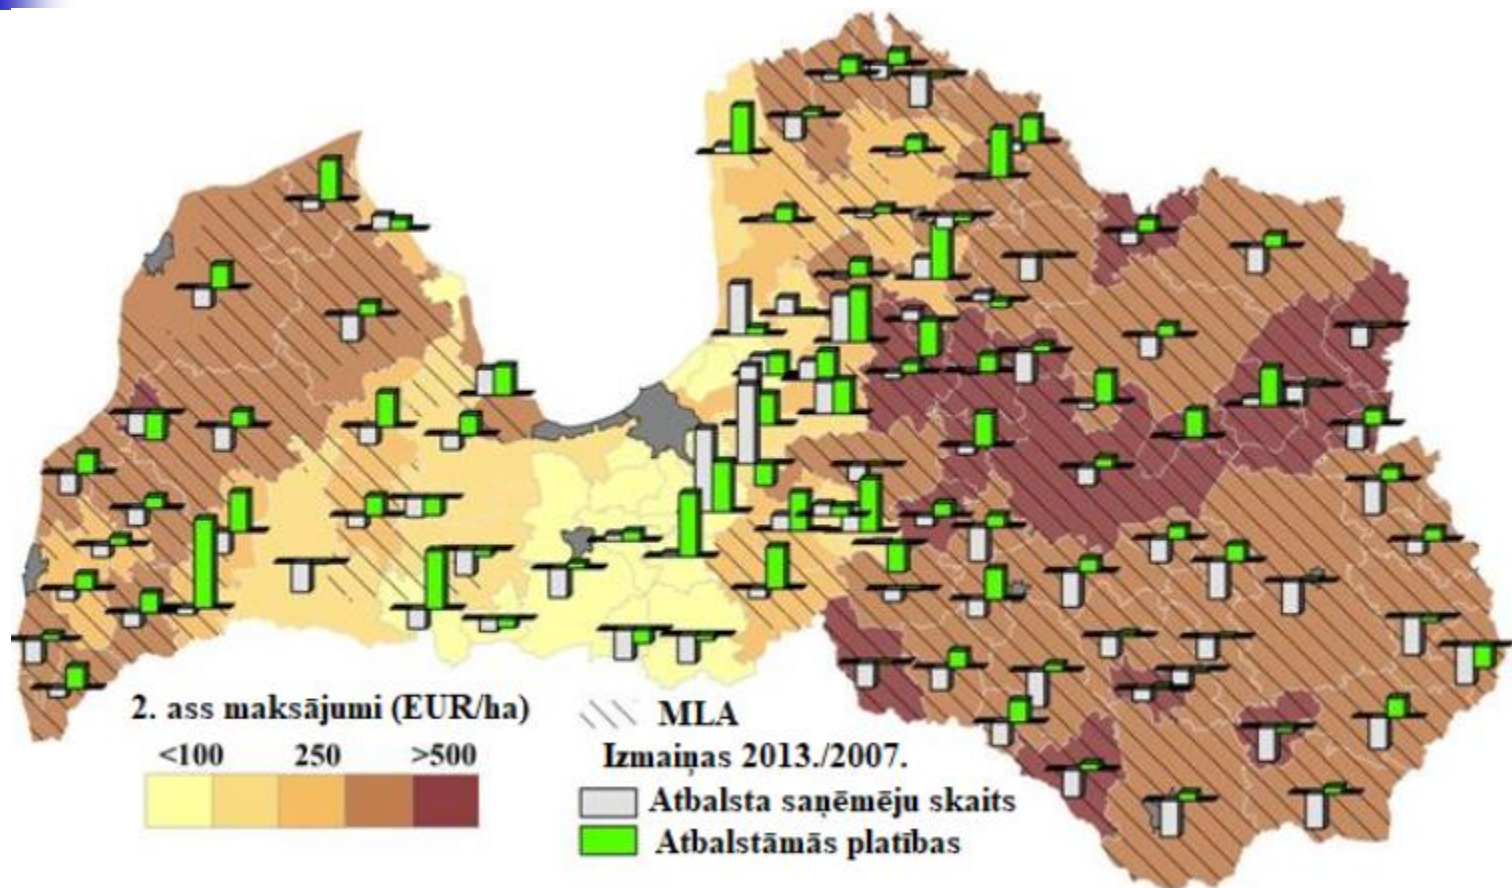 2. ass maksājumi (EUR/ha)
<100 250 >500
MLA
Izmaiņas 2013./2007.
Atbalsta saņēmēju skaits
Atbalstāmās platības